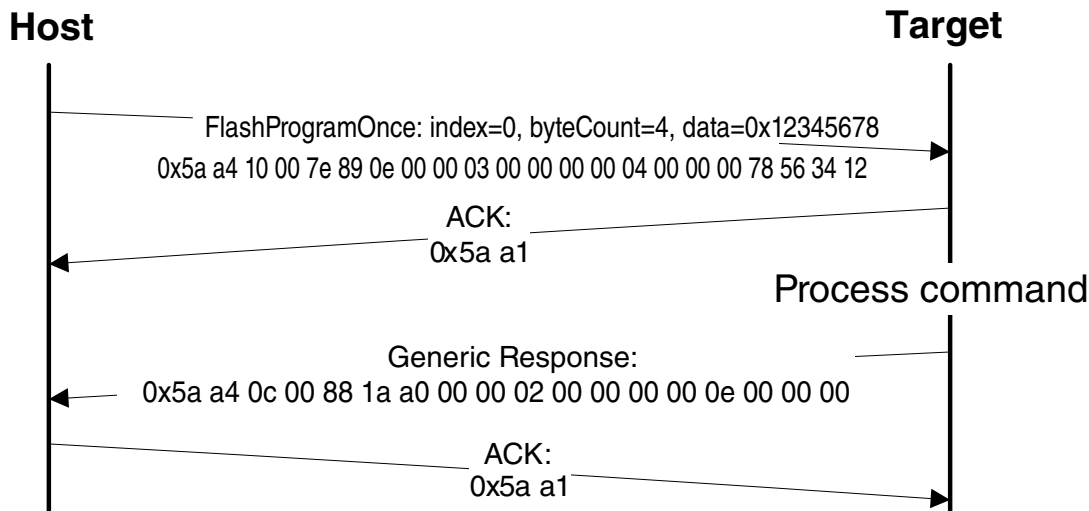 Host
Target
FlashProgramOnce: index=0, byteCount=4, data=0x12345678
0x5a a4 10 00 7e 89 0e 00 00 03 00 00 00 00 04 00 00 00 78 56 34 12
ACK:
0x5a a1
Process command
Generic Response:
0x5a a4 0c 00 88 1a a0 00 00 02 00 00 00 00 0e 00 00 00
ACK:
0x5a a1